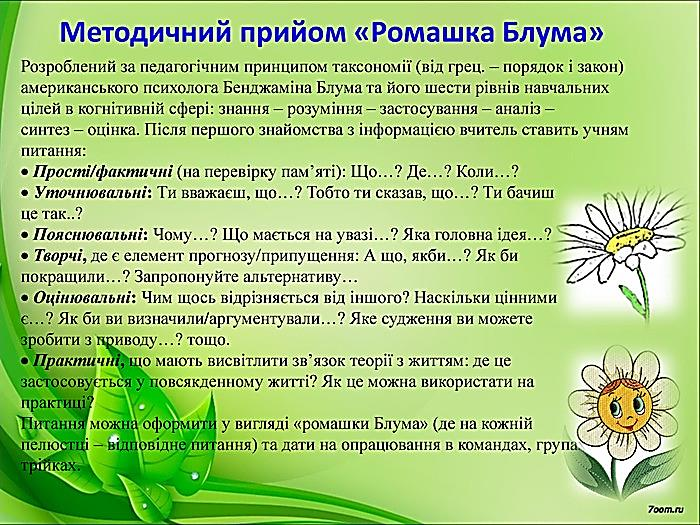 Методичний прийом «Ромашка Блума»
Розроблений за педагогічним принципом таксономії (від грец. – порядок і закон)
американського психолога Бенджаміна Блума та його шести рівнів навчальних
цілей в когнітивній сфері: знання – розуміння – застосування – аналіз –
синтез – оцінка. Після першого знайомства з інформацією вчитель ставить учням
питання:
• Прості/фактичні (на перевірку пам’яті): Що…? Де…? Коли…?
• Уточнювальні: Ти вважаєш, що…? Тобто ти сказав, що…? Ти бачиш
це так..?
• Пояснювальні: Чому…? Що мається на увазі…? Яка головна ідея…?
• Творчі, де є елемент прогнозу/припущення: А що, якби…? Як би
покращили…? Запропонуйте альтернативу…
• Оцінювальні: Чим щось відрізняється від іншого? Наскільки цінними
є…? Як би ви визначили/аргументували…? Яке судження ви можете
зробити з приводу…? тощо.
• Практичні, що мають висвітлити зв’язок теорії з життям: де це
застосовується у повсякденному житті? Як це можна використати на
практиці?
Питання можна оформити у вигляді «ромашки Блума» (де на кожній
пелюстці – відповідне питання) та дати на опрацювання в командах, група
трійках.
7oom.ru